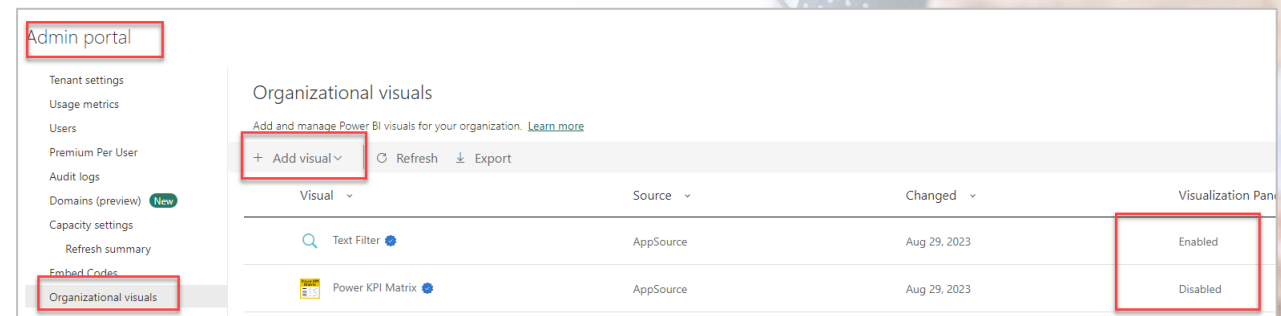 Admin portal
Tenant settings
Usage metrics
Users
Premium Per User
Audit logs
Domains (preview) New
Capacity settings
Refresh summary
Embed Codes
Organizational visuals
Organizational visuals
Add and manage Power BI visuals for your organization. Learn more
+ Add visual Refresh Export
Visual Source Changed Visualization Pane
Text Filter AppSource Aug 29, 2023 Enabled
Power KPI Matrix AppSource Aug 29, 2023 Disabled